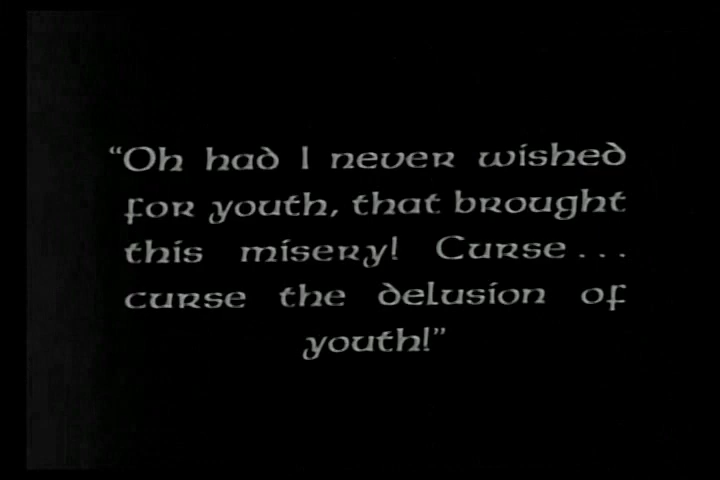 “Oh had I never wished
for youth, that brought
this misery! Curse...
curse the delusion of
youth!”